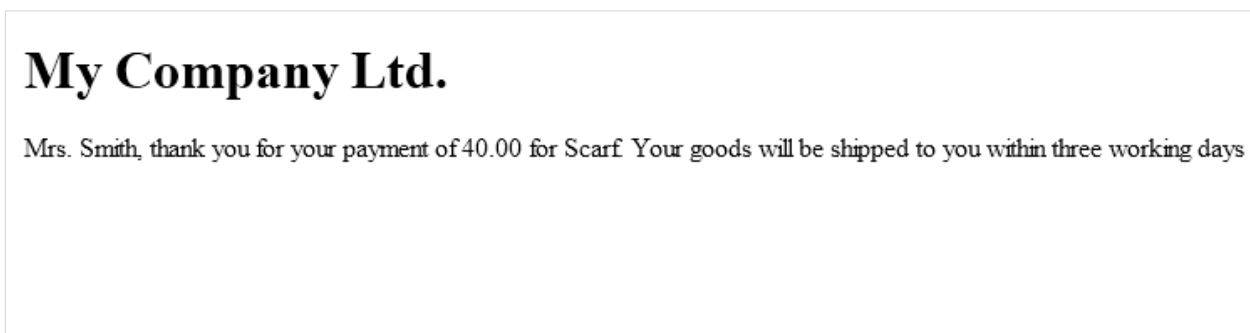 My Company Ltd.
Mrs. Smith, thank you for your payment of 40.00 for Scarf. Your goods will be shipped to you within three working days